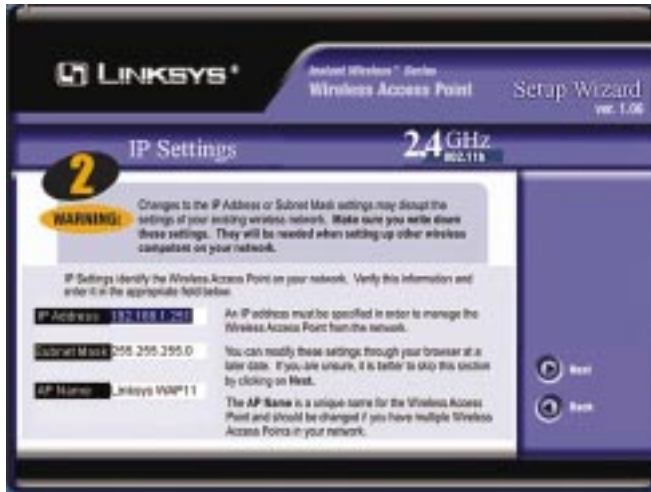 LINKSYS®
Instant Wireless™ Series
Wireless Access Point
Setup Wizard
ver. 1.06
IP Settings
2.4 GHz
802.11b
2
WARNING:
Changes to the IP Address or Subnet Mask settings may disrupt the
settings of your existing wireless network. Make sure you write down
these settings. They will be needed when setting up other wireless
computers on your network.
IP Settings identify the Wireless Access Point on your network. Verify this information and
enter it in the appropriate field below.
IP Address 192.168.1.251
An IP address must be specified in order to manage the
Wireless Access Point from the network.
Subnet Mask 255.255.255.0
You can modify these settings through your browser at a
later date. If you are unsure, it is better to skip this section
by clicking on Next.
AP Name Linksys WAP11
The AP Name is a unique name for the Wireless Access
Point and should be changed if you have multiple Wireless
Access Points in your network.
Next
Back